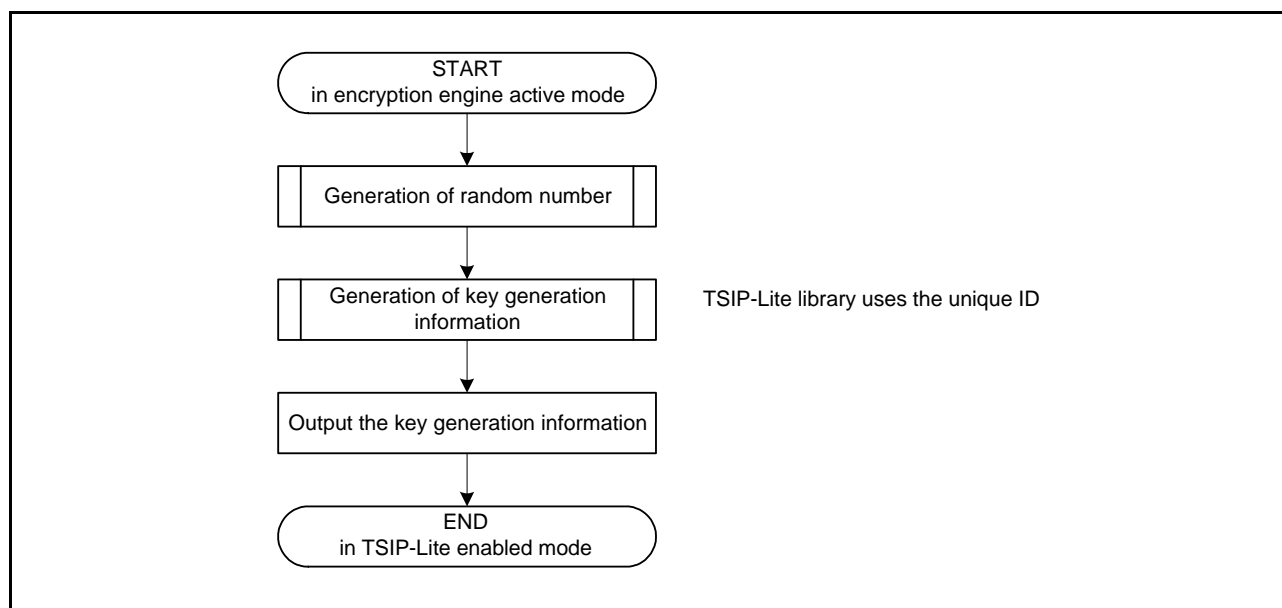 START
in encryption engine active mode
Generation of random number
Generation of key generation
information
TSIP-Lite library uses the unique ID
Output the key generation information
END
in TSIP-Lite enabled mode